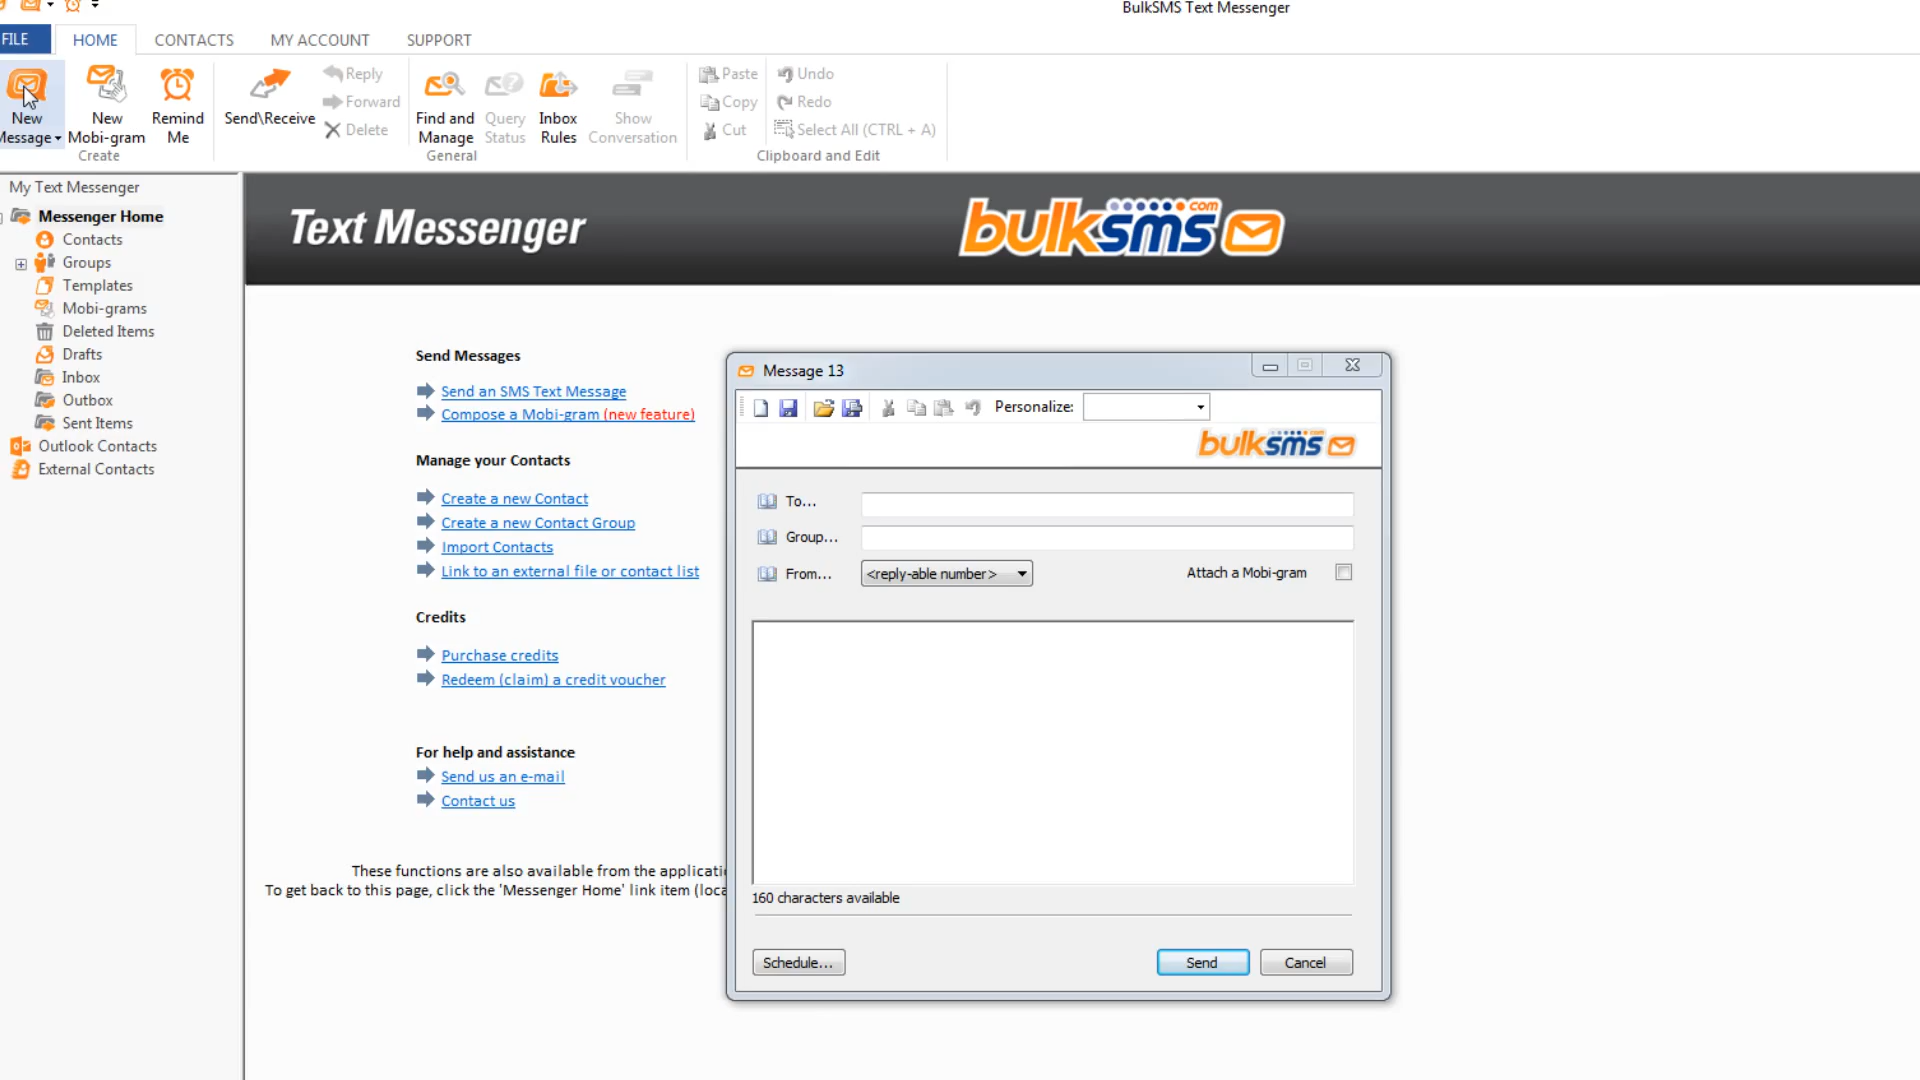 BulkSMS Text Messenger
FILE HOME CONTACTS MY ACCOUNT SUPPORT
New Message
New Mobi-gram
Remind Me
Create
Send\Receive
Reply
Forward
Delete
Find and Manage
Query Status
Inbox Rules
Show Conversation
General
Paste
Copy
Cut
Undo
Redo
Select All (CTRL + A)
Clipboard and Edit
My Text Messenger
Messenger Home
Contacts
Groups
Templates
Mobi-grams
Deleted Items
Drafts
Inbox
Outbox
Sent Items
Outlook Contacts
External Contacts
Text Messenger
bulksms.com
Send Messages
Send an SMS Text Message
Compose a Mobi-gram (new feature)
Manage your Contacts
Create a new Contact
Create a new Contact Group
Import Contacts
Link to an external file or contact list
Credits
Purchase credits
Redeem (claim) a credit voucher
For help and assistance
Send us an e-mail
Contact us
These functions are also available from the applicati
To get back to this page, click the 'Messenger Home' link item (loca
Message 13
Personalize:
bulksms.com
To...
Group...
From... <reply-able number> Attach a Mobi-gram
160 characters available
Schedule... Send Cancel